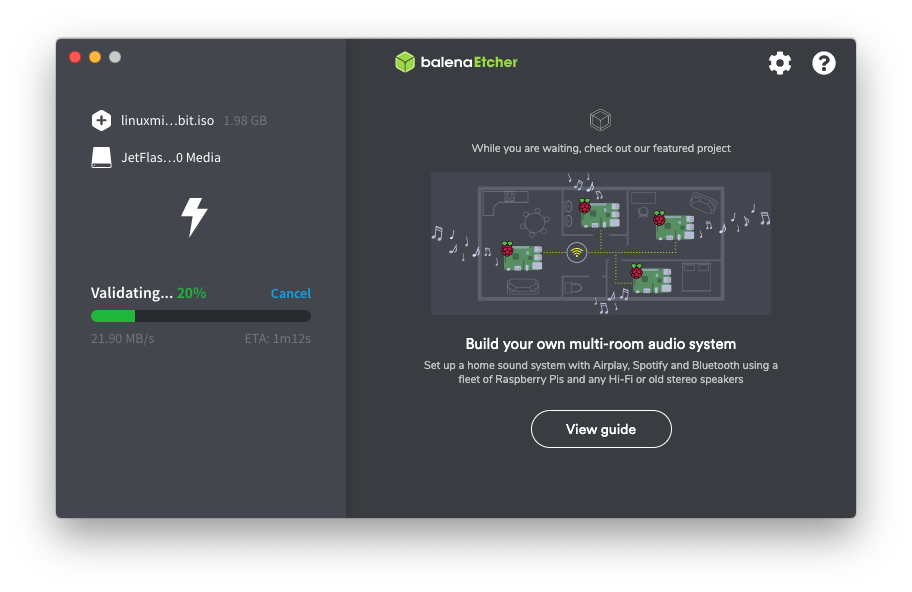 balenaEtcher
linuxmi...bit.iso 1.98 GB
JetFlas...0 Media
Validating... 20% Cancel
21.90 MB/s ETA: 1m12s
While you are waiting, check out our featured project
Build your own multi-room audio system
Set up a home sound system with Airplay, Spotify and Bluetooth using a
fleet of Raspberry Pis and any Hi-Fi or old stereo speakers
View guide